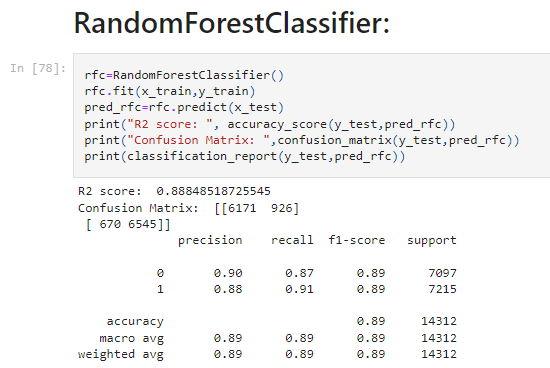 RandomForestClassifier:
In [78]:
rfc=RandomForestClassifier()
rfc.fit(x_train,y_train)
pred_rfc=rfc.predict(x_test)
print("R2 score: ", accuracy_score(y_test,pred_rfc))
print("Confusion Matrix: ",confusion_matrix(y_test,pred_rfc))
print(classification_report(y_test,pred_rfc))
R2 score:  0.88848518725545
Confusion Matrix:  [[6171  926]
 [ 670 6545]]
              precision    recall  f1-score   support
           0       0.90      0.87      0.89      7097
           1       0.88      0.91      0.89      7215
    accuracy                           0.89     14312
   macro avg       0.89      0.89      0.89     14312
weighted avg       0.89      0.89      0.89     14312